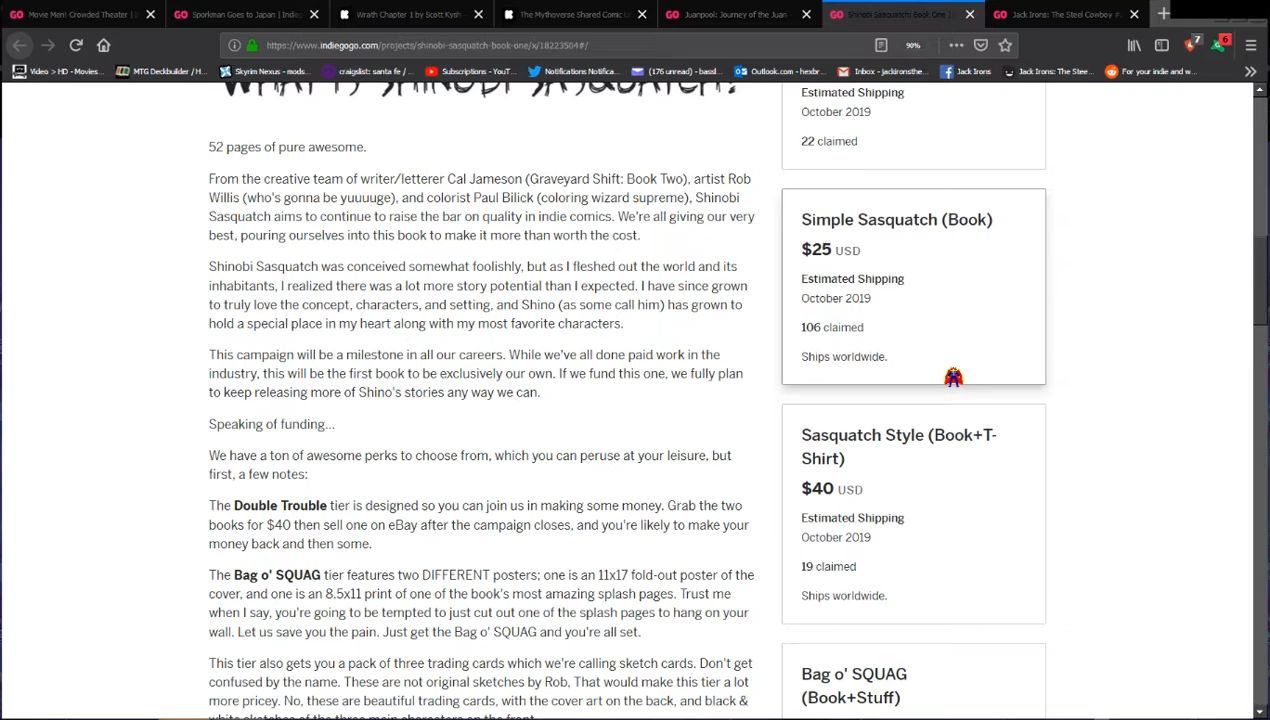 Movie Men! Crowded Theater |
Sporkman Goes to Japan | Indieg
Wrath Chapter 1 by Scott Kysh
The Mythoverse Shared Comic
Juanpool: Journey of the Juan
Shinobi Sasquatch: Book One |
Jack Irons: The Steel Cowboy #
https://www.indiegogo.com/projects/shinobi-sasquatch-book-one/x/18223504#/
90%
7
6
Video > HD - Movies...
MTG Deckbuilder / H...
Skyrim Nexus - mods...
craigslist: santa fe / ...
Subscriptions - YouT...
Notifications Notifica...
(176 unread) - bassl...
Outlook.com - hexbr...
Inbox - jackironsthe...
Jack Irons
Jack Irons: The Stee...
For your indie and w...
WHAT IS SHINOBI SASQUATCH?
52 pages of pure awesome.
From the creative team of writer/letterer Cal Jameson (Graveyard Shift: Book Two), artist Rob
Willis (who's gonna be yuuuuge), and colorist Paul Bilick (coloring wizard supreme), Shinobi
Sasquatch aims to continue to raise the bar on quality in indie comics. We're all giving our very
best, pouring ourselves into this book to make it more than worth the cost.
Shinobi Sasquatch was conceived somewhat foolishly, but as I fleshed out the world and its
inhabitants, I realized there was a lot more story potential than I expected. I have since grown
to truly love the concept, characters, and setting, and Shino (as some call him) has grown to
hold a special place in my heart along with my most favorite characters.
This campaign will be a milestone in all our careers. While we've all done paid work in the
industry, this will be the first book to be exclusively our own. If we fund this one, we fully plan
to keep releasing more of Shino's stories any way we can.
Speaking of funding...
We have a ton of awesome perks to choose from, which you can peruse at your leisure, but
first, a few notes:
The Double Trouble tier is designed so you can join us in making some money. Grab the two
books for $40 then sell one on eBay after the campaign closes, and you're likely to make your
money back and then some.
The Bag o' SQUAG tier features two DIFFERENT posters; one is an 11x17 fold-out poster of the
cover, and one is an 8.5x11 print of one of the book's most amazing splash pages. Trust me
when I say, you're going to be tempted to just cut out one of the splash pages to hang on your
wall. Let us save you the pain. Just get the Bag o' SQUAG and you're all set.
This tier also gets you a pack of three trading cards which we're calling sketch cards. Don't get
confused by the name. These are not original sketches by Rob, That would make this tier a lot
more pricey. No, these are beautiful trading cards, with the cover art on the back, and black &
white sketches of the three main characters on the front.
Estimated Shipping
October 2019
22 claimed
Simple Sasquatch (Book)
$25 USD
Estimated Shipping
October 2019
106 claimed
Ships worldwide.
Sasquatch Style (Book+T-
Shirt)
$40 USD
Estimated Shipping
October 2019
19 claimed
Ships worldwide.
Bag o' SQUAG
(Book+Stuff)